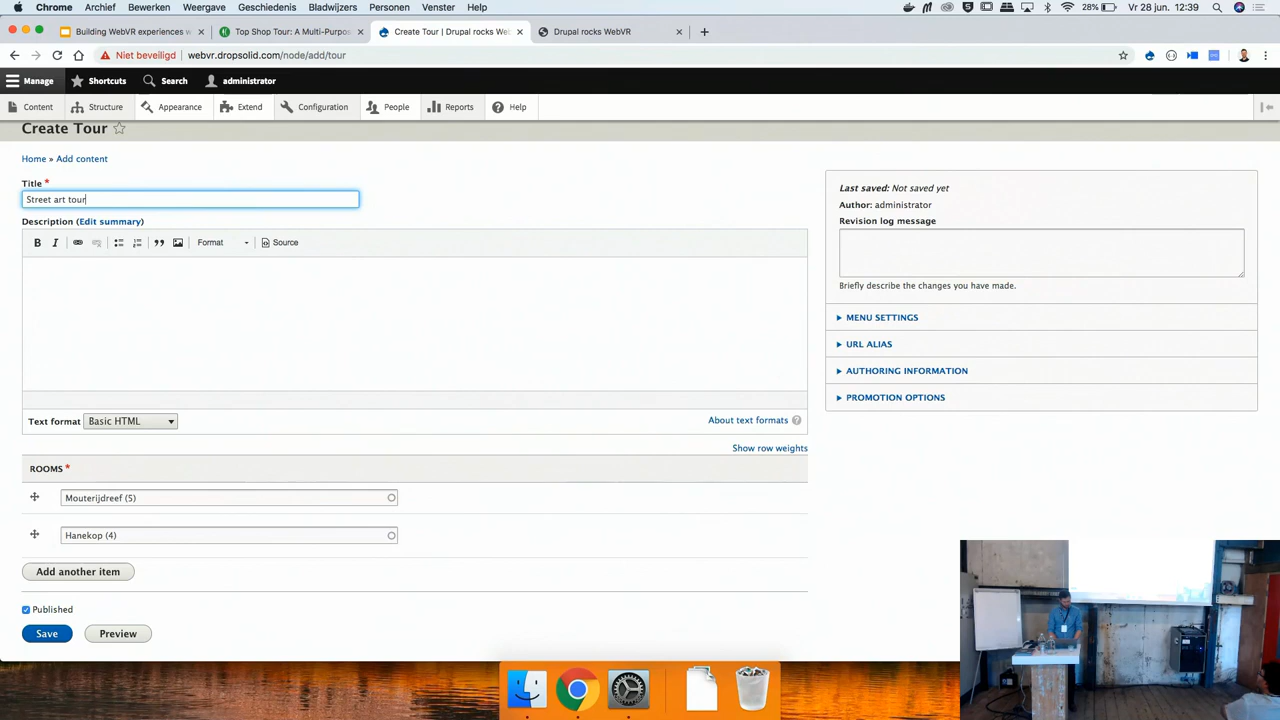 Chrome Archief Bewerken Weergave Geschiedenis Bladwijzers Personen Venster Help
28% Vr 28 jun. 12:39
Building WebVR experiences w
Top Shop Tour: A Multi-Purpos
Create Tour | Drupal rocks Web
Drupal rocks WebVR
Niet beveiligd webvr.dropsolid.com/node/add/tour
Manage Shortcuts Search administrator
Content Structure Appearance Extend Configuration People Reports Help
Create Tour
Home » Add content
Title *
Street art tour
Description (Edit summary)
B I Format Source
Text format Basic HTML
About text formats ?
Show row weights
ROOMS *
Mouterijdreef (5)
Hanekop (4)
Add another item
Published
Save Preview
Last saved: Not saved yet
Author: administrator
Revision log message
Briefly describe the changes you have made.
MENU SETTINGS
URL ALIAS
AUTHORING INFORMATION
PROMOTION OPTIONS